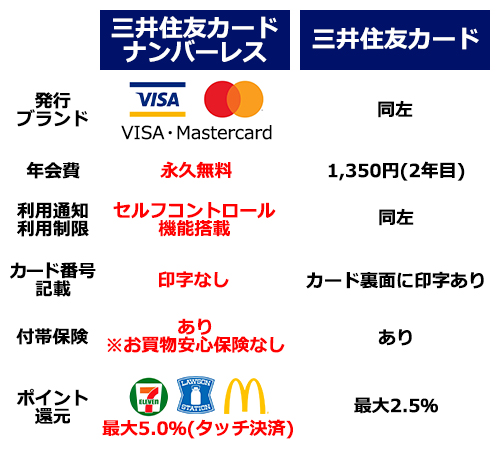 三井住友カード
ナンバーレス
三井住友カード
発行
ブランド
VISA
VISA・Mastercard
同左
年会費
永久無料
1,350円(2年目)
利用通知
利用制限
セルフコントロール
機能搭載
同左
カード番号
記載
印字なし
カード裏面に印字あり
付帯保険
あり
※お買物安心保険なし
あり
ポイント
還元
7
ELEVEN
LAWSON
STATION
最大5.0%(タッチ決済)
最大2.5%